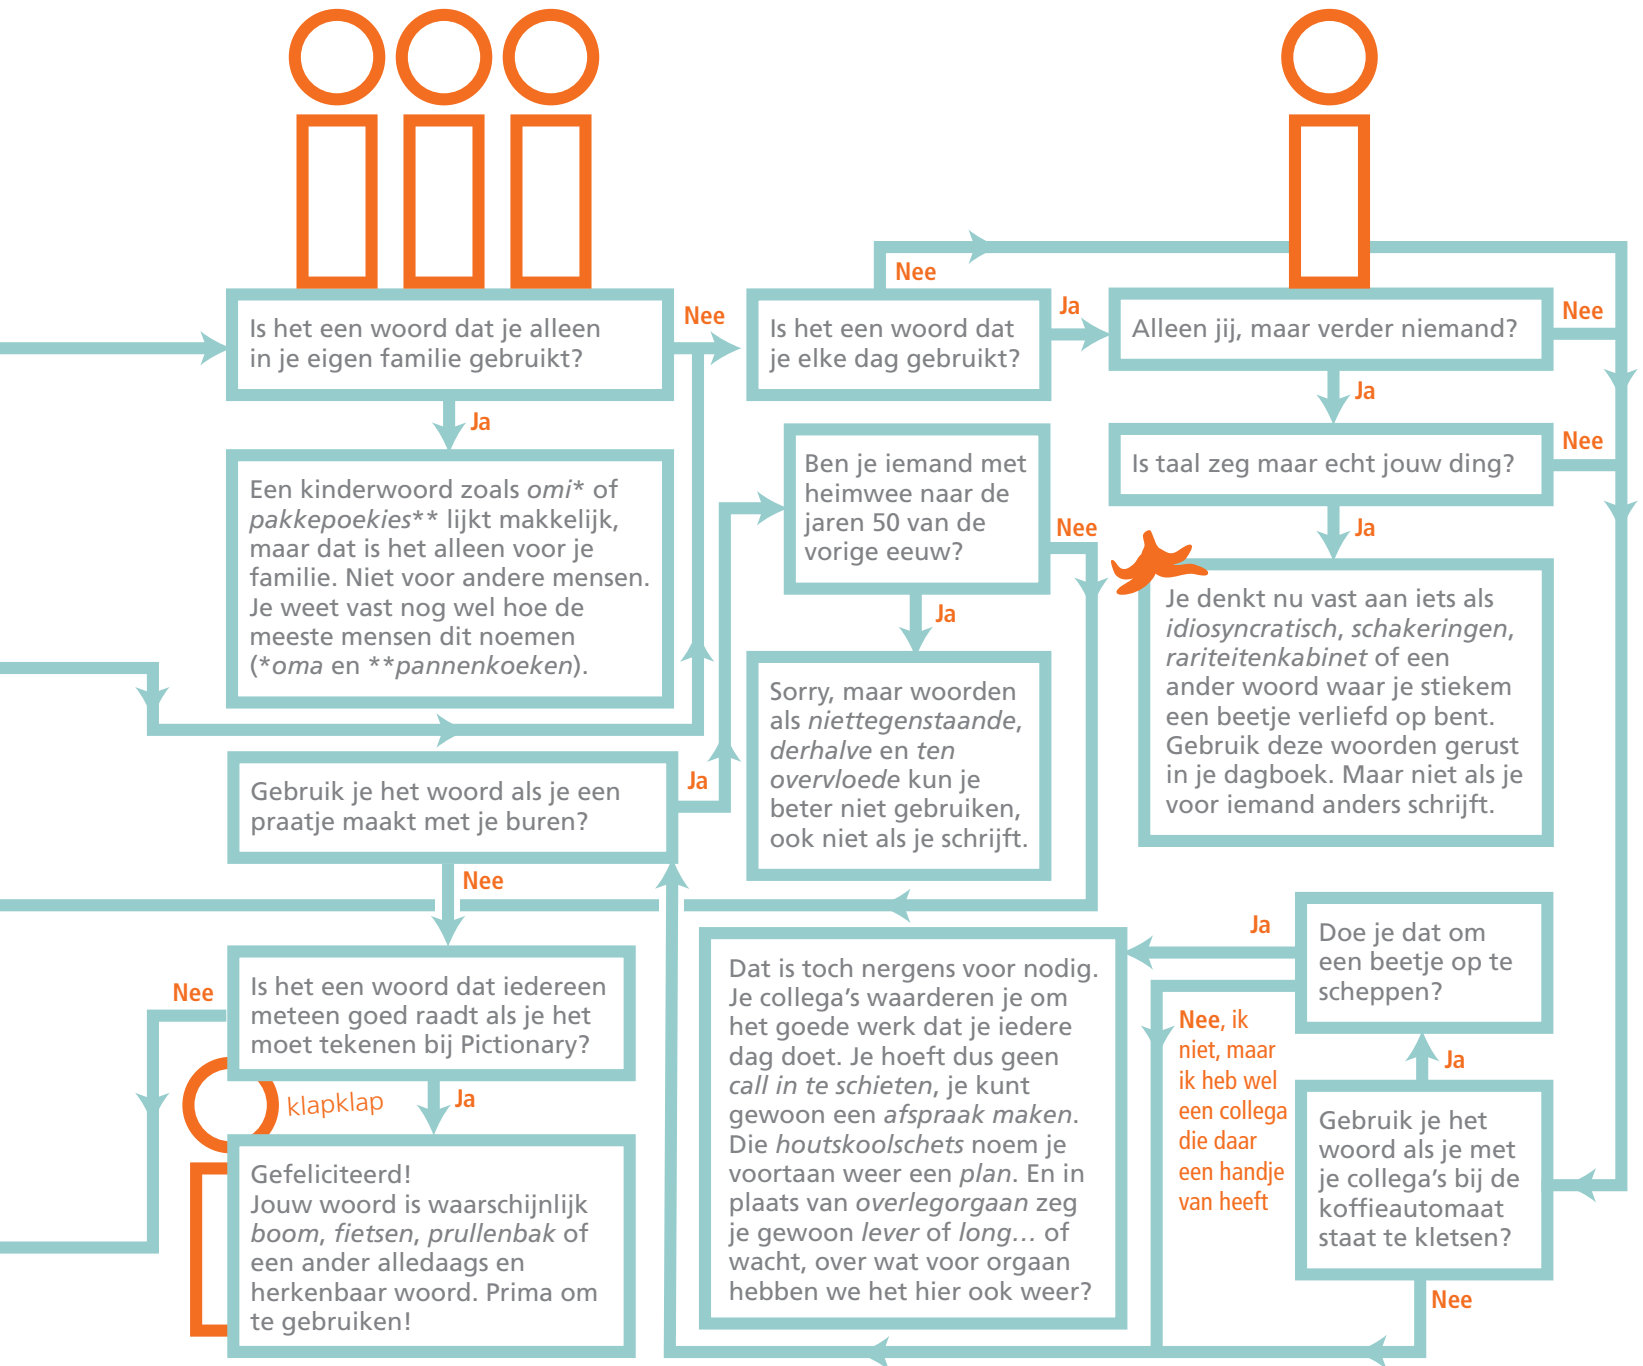 Is het een woord dat je alleen
in je eigen familie gebruikt?
Nee
Ja
Een kinderwoord zoals omi* of
pakkepoekies** lijkt makkelijk,
maar dat is het alleen voor je
familie. Niet voor andere mensen.
Je weet vast nog wel hoe de
meeste mensen dit noemen
(*oma en **pannenkoeken).
Is het een woord dat
je elke dag gebruikt?
Nee
Ja
Alleen jij, maar verder niemand?
Nee
Ja
Is taal zeg maar echt jouw ding?
Nee
Ja
Je denkt nu vast aan iets als
idiosyncratisch, schakeringen,
rariteitenkabinet of een
ander woord waar je stiekem
een beetje verliefd op bent.
Gebruik deze woorden gerust
in je dagboek. Maar niet als je
voor iemand anders schrijft.
Ben je iemand met
heimwee naar de
jaren 50 van de
vorige eeuw?
Nee
Ja
Sorry, maar woorden
als niettegenstaande,
derhalve en ten
overvloede kun je
beter niet gebruiken,
ook niet als je schrijft.
Gebruik je het woord als je een
praatje maakt met je buren?
Ja
Nee
Is het een woord dat iedereen
meteen goed raadt als je het
moet tekenen bij Pictionary?
Nee
klapklap
Ja
Gefeliciteerd!
Jouw woord is waarschijnlijk
boom, fietsen, prullenbak of
een ander alledaags en
herkenbaar woord. Prima om
te gebruiken!
Dat is toch nergens voor nodig.
Je collega's waarderen je om
het goede werk dat je iedere
dag doet. Je hoeft dus geen
call in te schieten, je kunt
gewoon een afspraak maken.
Die houtskoolschets noem je
voortaan weer een plan. En in
plaats van overlegorgaan zeg
je gewoon lever of long… of
wacht, over wat voor orgaan
hebben we het hier ook weer?
Ja
Doe je dat om
een beetje op te
scheppen?
Nee, ik
niet, maar
ik heb wel
een collega
die daar
een handje
van heeft
Ja
Gebruik je het
woord als je met
je collega's bij de
koffieautomaat
staat te kletsen?
Nee